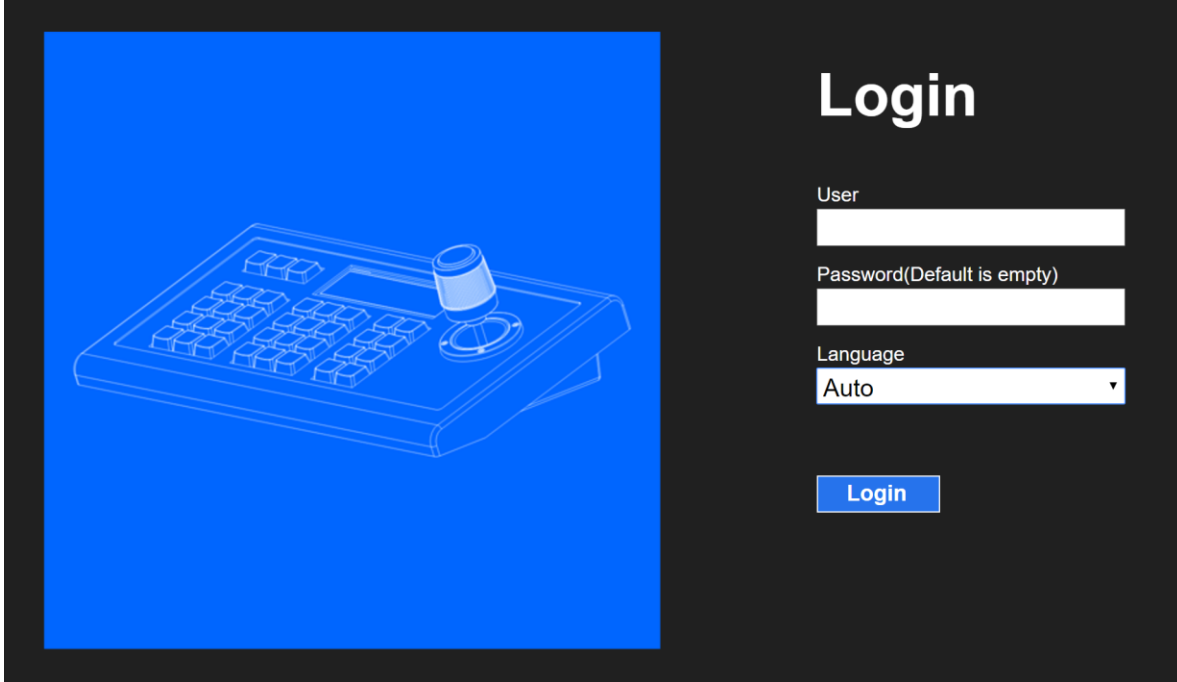 Login
User
Password(Default is empty)
Language
Auto
Login